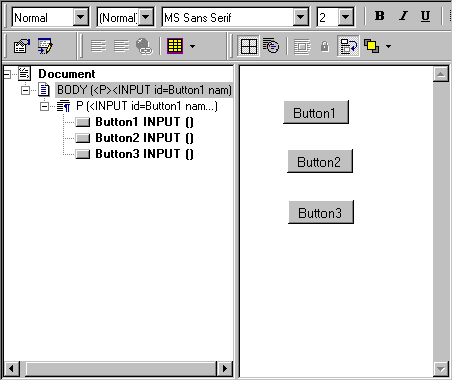 Normal (Normal) MS Sans Serif 2 B I U
Document
BODY (<P><INPUT id=Button1 nam)
P (<INPUT id=Button1 nam...)
Button1 INPUT ()
Button2 INPUT ()
Button3 INPUT ()
Button1
Button2
Button3